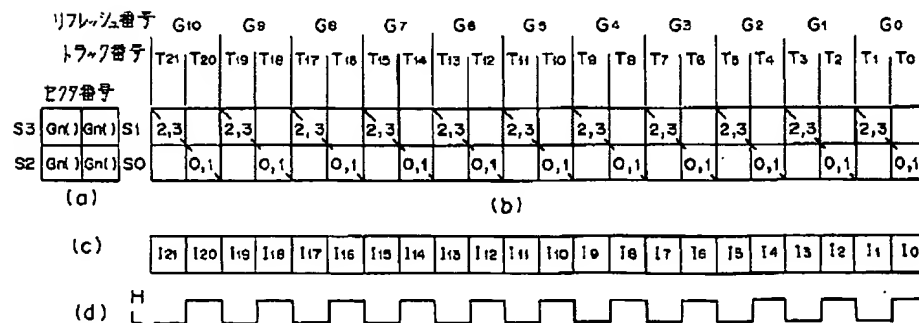 リフレッシュ番号 G10 G9 G8 G7 G6 G5 G4 G3 G2 G1 G0
トラック番号 T21 T20 T19 T18 T17 T16 T15 T14 T13 T12 T11 T10 T9 T8 T7 T6 T5 T4 T3 T2 T1 T0
セクタ番号
S3 Gn() Gn() S1 2,3 2,3 2,3 2,3 2,3 2,3 2,3 2,3 2,3 2,3 2,3
S2 Gn() Gn() S0 0,1 0,1 0,1 0,1 0,1 0,1 0,1 0,1 0,1 0,1 0,1
(a) (b)
(c) I21 I20 I19 I18 I17 I16 I15 I14 I13 I12 I11 I10 I9 I8 I7 I6 I5 I4 I3 I2 I1 I0
(d) H L